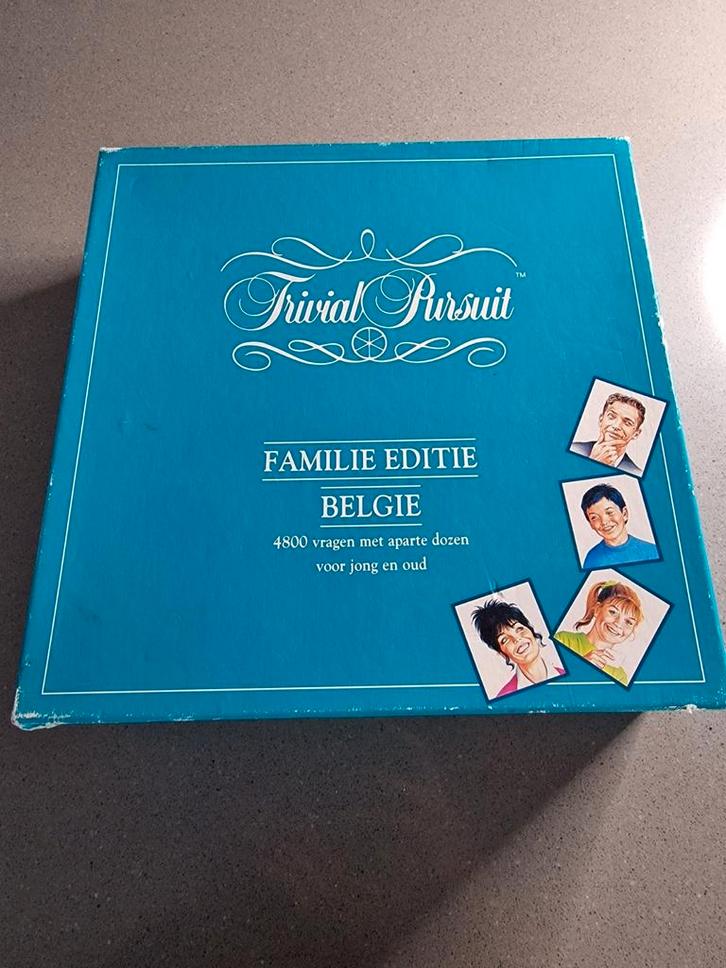 Trivial Pursuit™
FAMILIE EDITIE
BELGIE
4800 vragen met aparte dozen
voor jong en oud